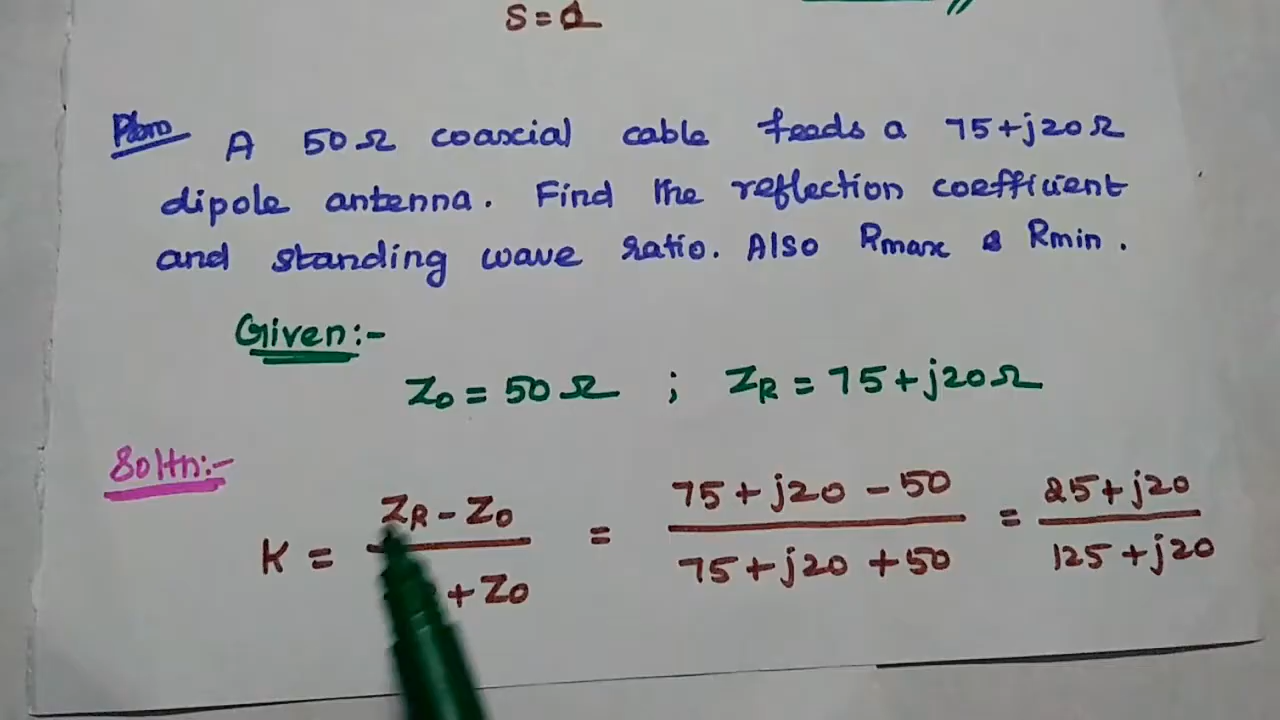 S = 2
Pbm A 50Ω coaxial cable feeds a 75+j20Ω
dipole antenna. Find the reflection coefficient
and standing wave ratio. Also Rmax & Rmin.
Given:-
Z0 = 50Ω ; ZR = 75+j20Ω
Soltn:-
K = ZR - Z0 / + Z0 = 75+j20 - 50 / 75+j20 + 50 = 25+j20 / 125+j20